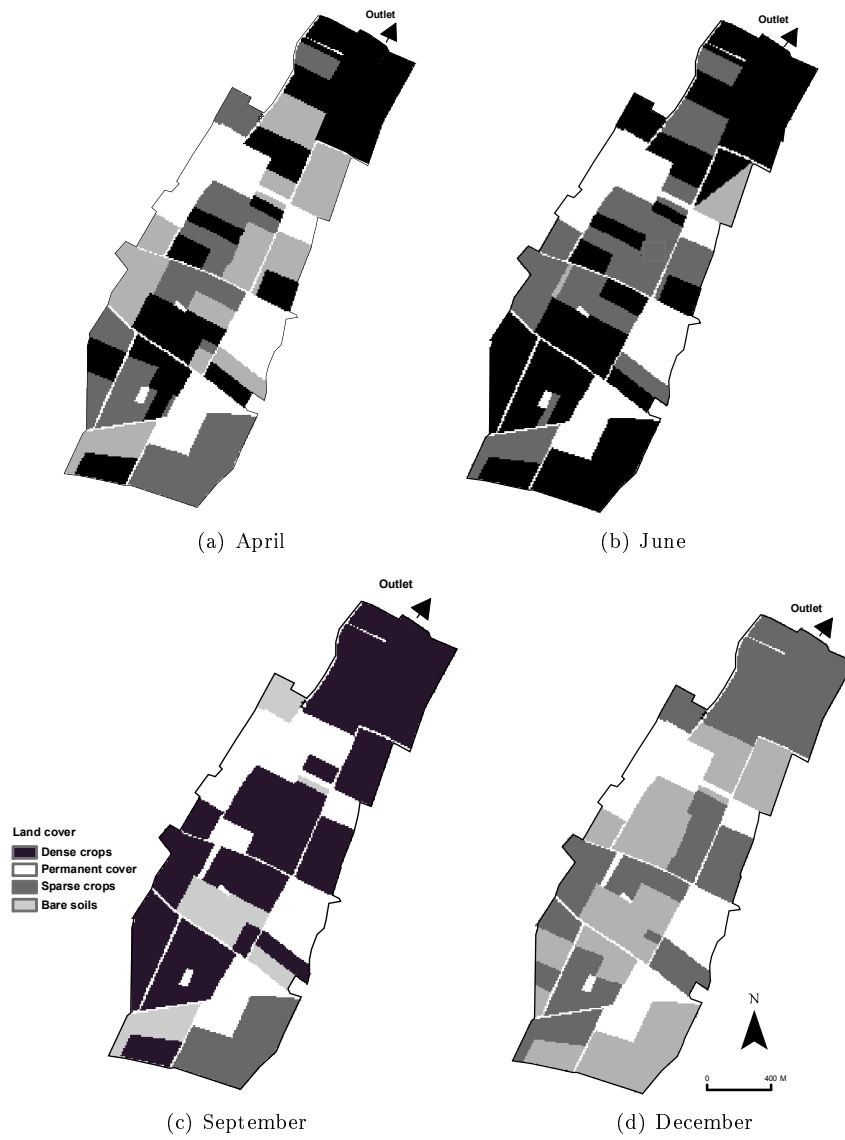 Outlet
Outlet
(a) April
(b) June
Outlet
Outlet
Land cover
Dense crops
Permanent cover
Sparse crops
Bare soils
N
0 400 M
(c) September
(d) December